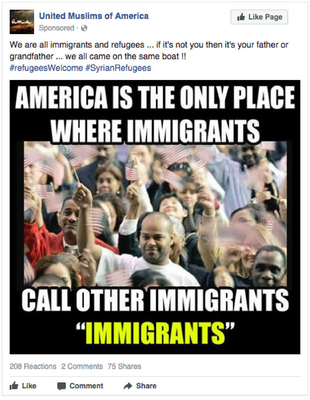 United Muslims of America
Like Page
Sponsored ·
We are all immigrants and refugees ... if it's not you then it's your father or
grandfather ... we all came on the same boat !!
#refugeesWelcome #SyrianRefugees
AMERICA IS THE ONLY PLACE
WHERE IMMIGRANTS
CALL OTHER IMMIGRANTS
“IMMIGRANTS”
208 Reactions 2 Comments 75 Shares
Like Comment Share